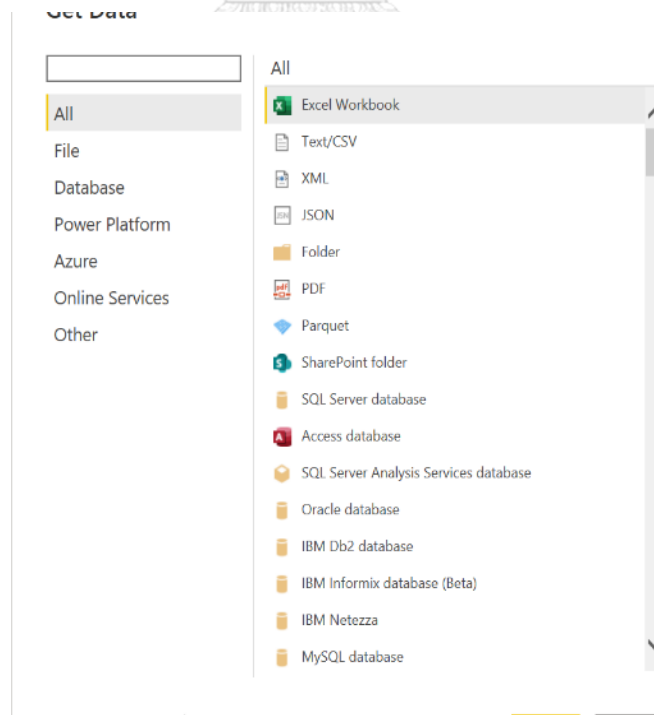 Get Data
All
All
File
Database
Power Platform
Azure
Online Services
Other
Excel Workbook
Text/CSV
XML
JSON
Folder
PDF
Parquet
SharePoint folder
SQL Server database
Access database
SQL Server Analysis Services database
Oracle database
IBM Db2 database
IBM Informix database (Beta)
IBM Netezza
MySQL database